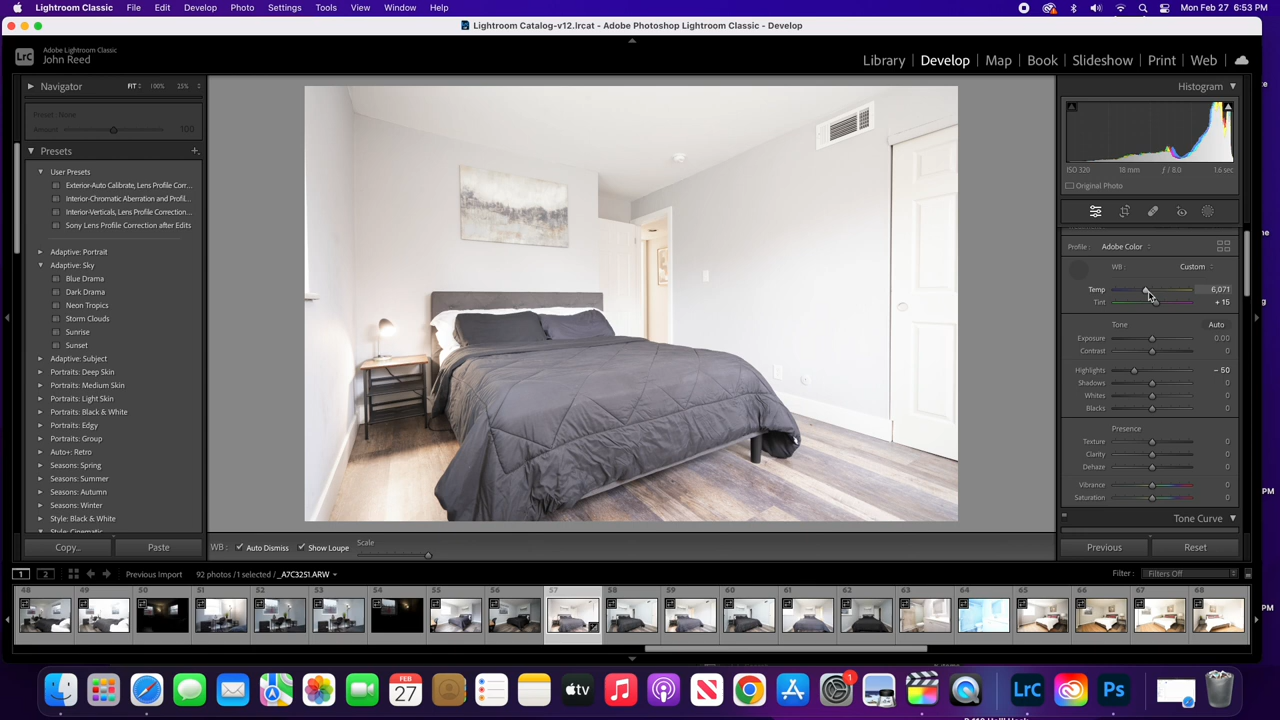 Lightroom Classic File Edit Develop Photo Settings Tools View Window Help Mon Feb 27 6:53 PM
Lightroom Catalog-v12.lrcat - Adobe Photoshop Lightroom Classic - Develop
LrC Adobe Lightroom Classic
John Reed
Library Develop Map Book Slideshow Print Web
Navigator FIT 100% 25%
Preset: None
Amount 100
Presets +
User Presets
Exterior-Auto Calibrate, Lens Profile Corr...
Interior-Chromatic Aberration and Profil...
Interior-Verticals, Lens Profile Correction...
Sony Lens Profile Correction after Edits
Adaptive: Portrait
Adaptive: Sky
Blue Drama
Dark Drama
Neon Tropics
Storm Clouds
Sunrise
Sunset
Adaptive: Subject
Portraits: Deep Skin
Portraits: Medium Skin
Portraits: Light Skin
Portraits: Black & White
Portraits: Edgy
Portraits: Group
Auto+: Retro
Seasons: Spring
Seasons: Summer
Seasons: Autumn
Seasons: Winter
Style: Black & White
Style: Cinematic
Copy... Paste
Histogram
ISO 320 18 mm ƒ / 8.0 1.6 sec
Original Photo
Profile : Adobe Color
WB : Custom
Temp 6,071
Tint + 15
Tone Auto
Exposure 0.00
Contrast 0
Highlights – 50
Shadows 0
Whites 0
Blacks 0
Presence
Texture 0
Clarity 0
Dehaze 0
Vibrance 0
Saturation 0
Tone Curve
Previous Reset
WB : Auto Dismiss Show Loupe Scale
1 2 Previous Import 92 photos /1 selected / _A7C3251.ARW Filter : Filters Off
48 49 50 51 52 53 54 55 56 57 58 59 60 61 62 63 64 65 66 67 68
PM
PM
27
FEB
tv
1
LrC
Ps